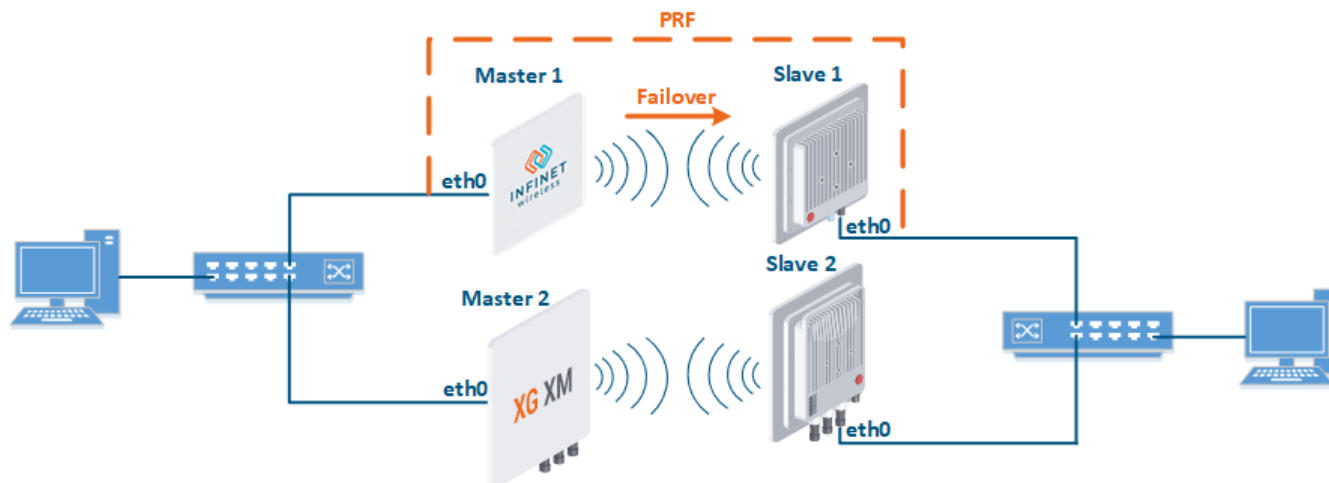 PRF
Master 1
Slave 1
Failover
INFINET
wireless
eth0
eth0
Slave 2
Master 2
eth0
XG XM
eth0